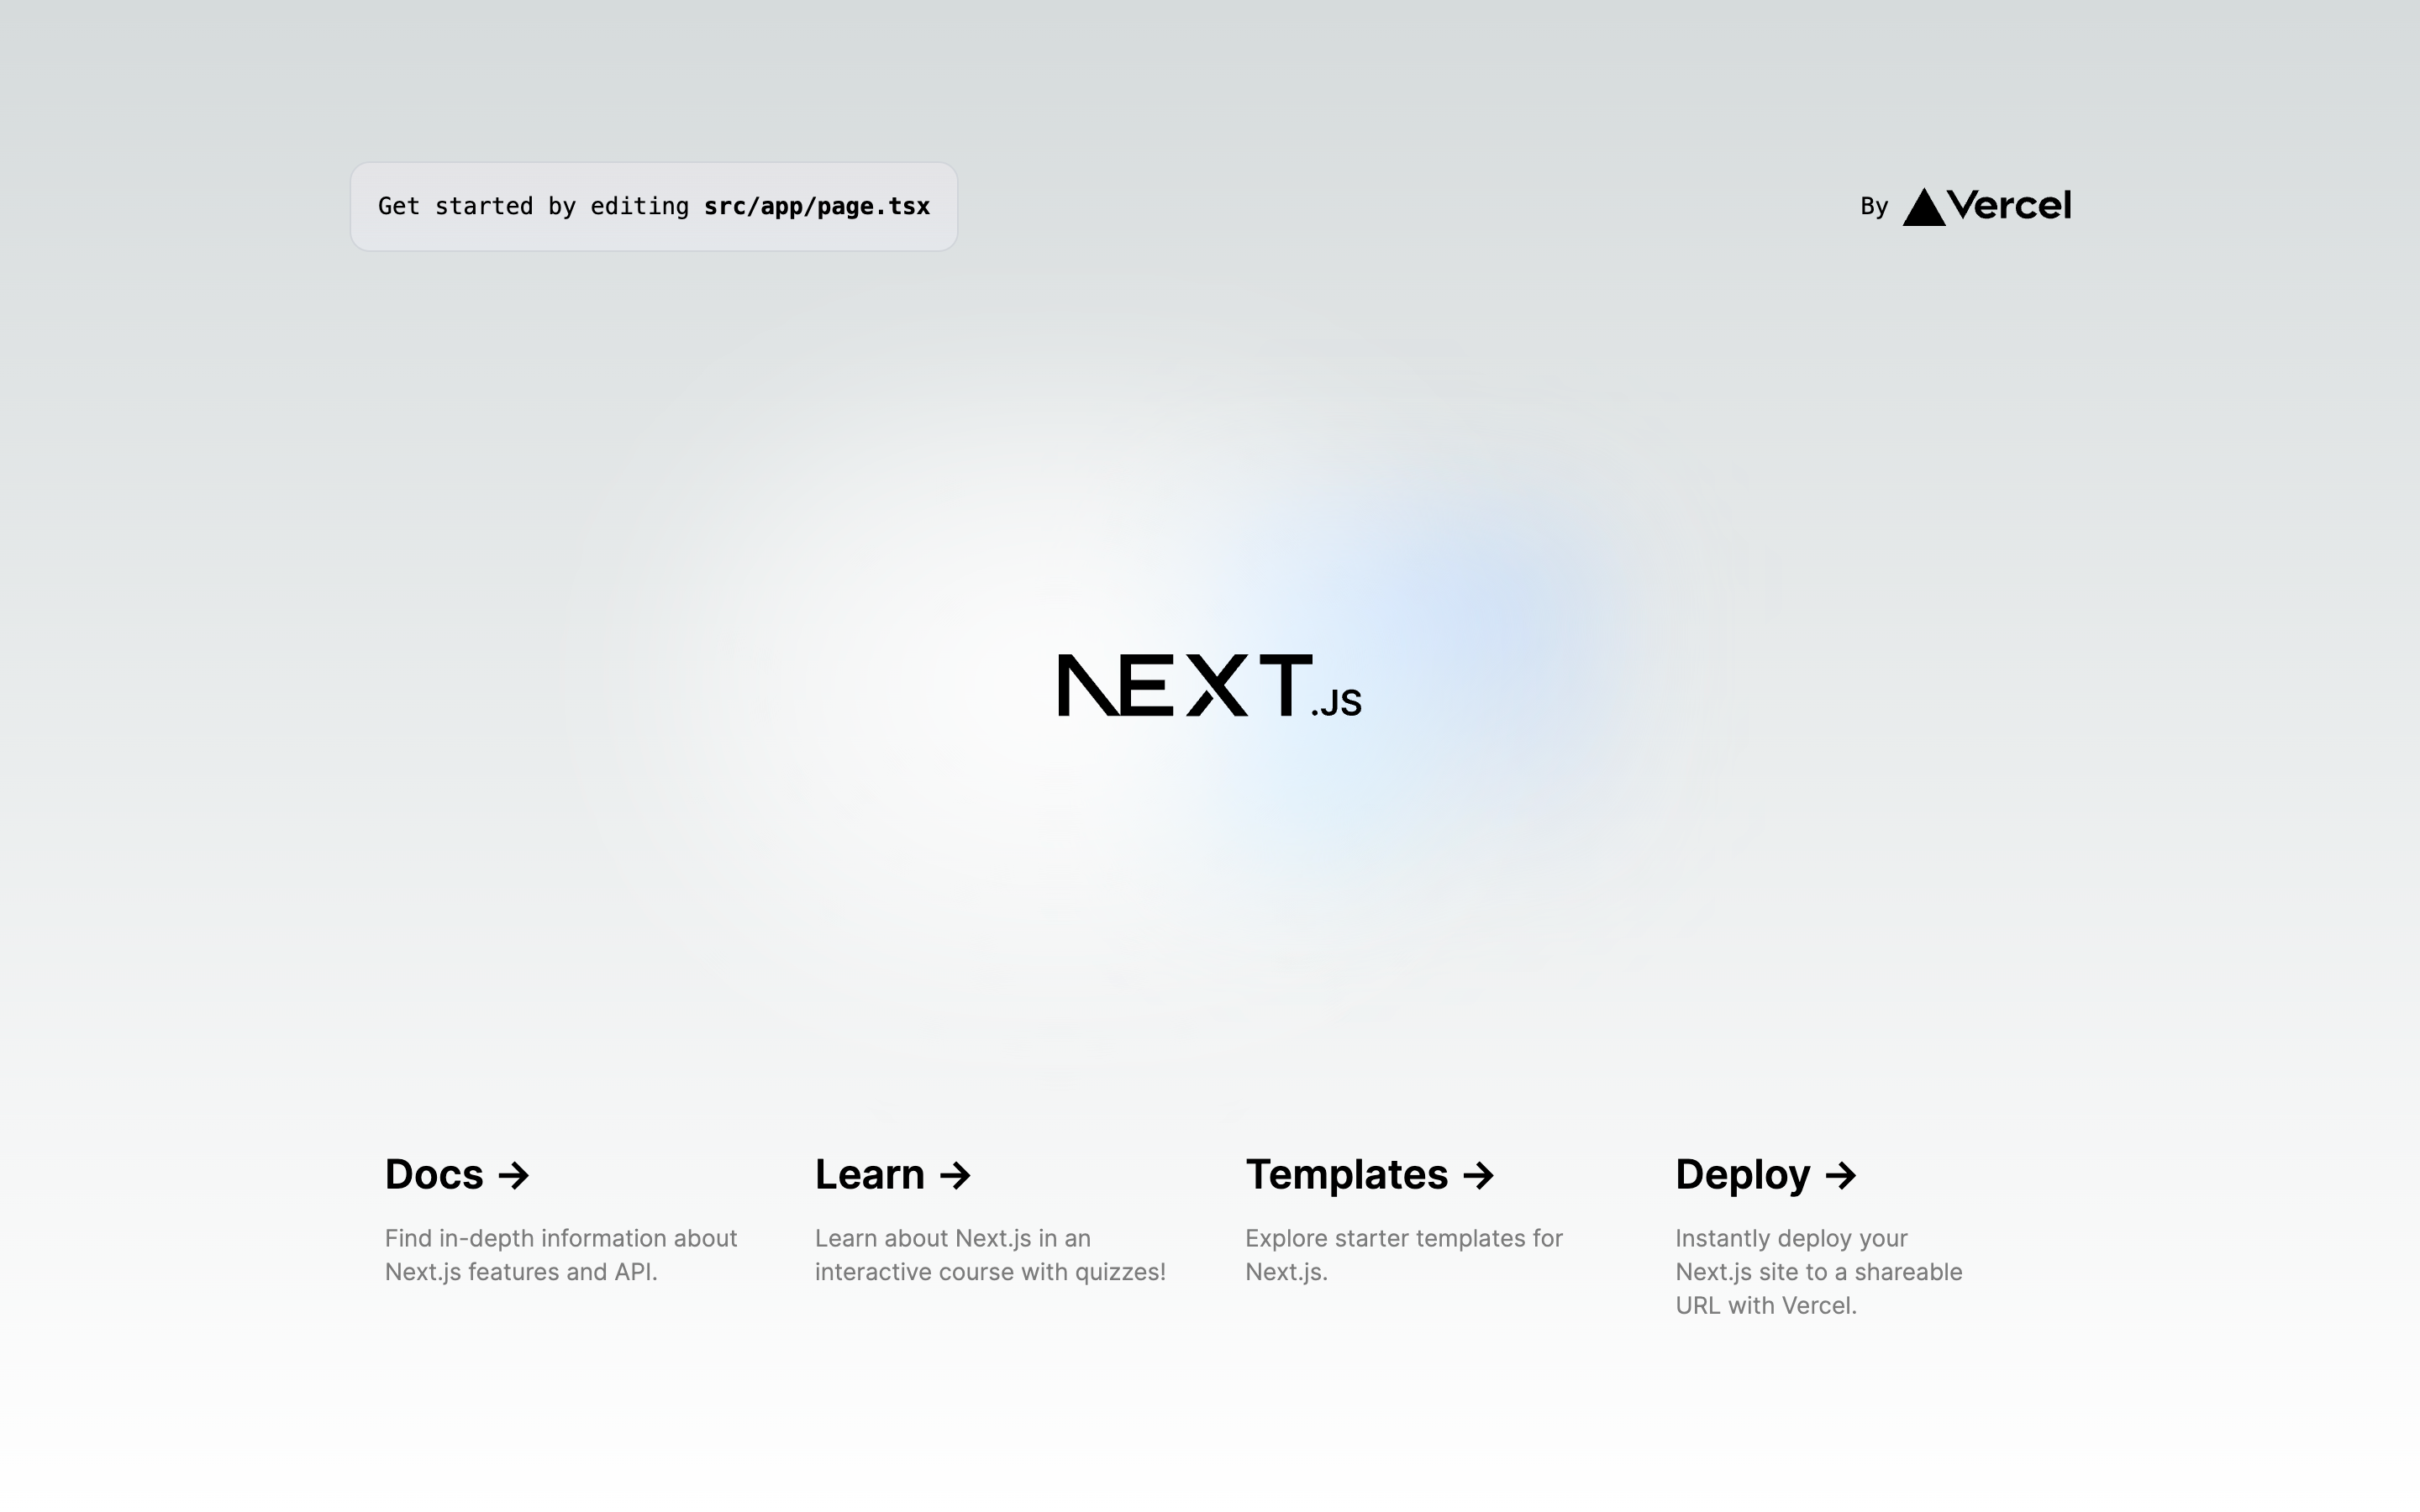 Get started by editing src/app/page.tsx
By Vercel
NEXT.JS
Docs →
Find in-depth information about
Next.js features and API.
Learn →
Learn about Next.js in an
interactive course with quizzes!
Templates →
Explore starter templates for
Next.js.
Deploy →
Instantly deploy your
Next.js site to a shareable
URL with Vercel.